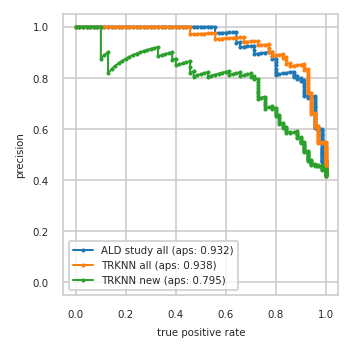 1.0
0.8
0.6
0.4
0.2
0.0
precision
ALD study all (aps: 0.932)
TRKNN all (aps: 0.938)
TRKNN new (aps: 0.795)
0.0 0.2 0.4 0.6 0.8 1.0
true positive rate